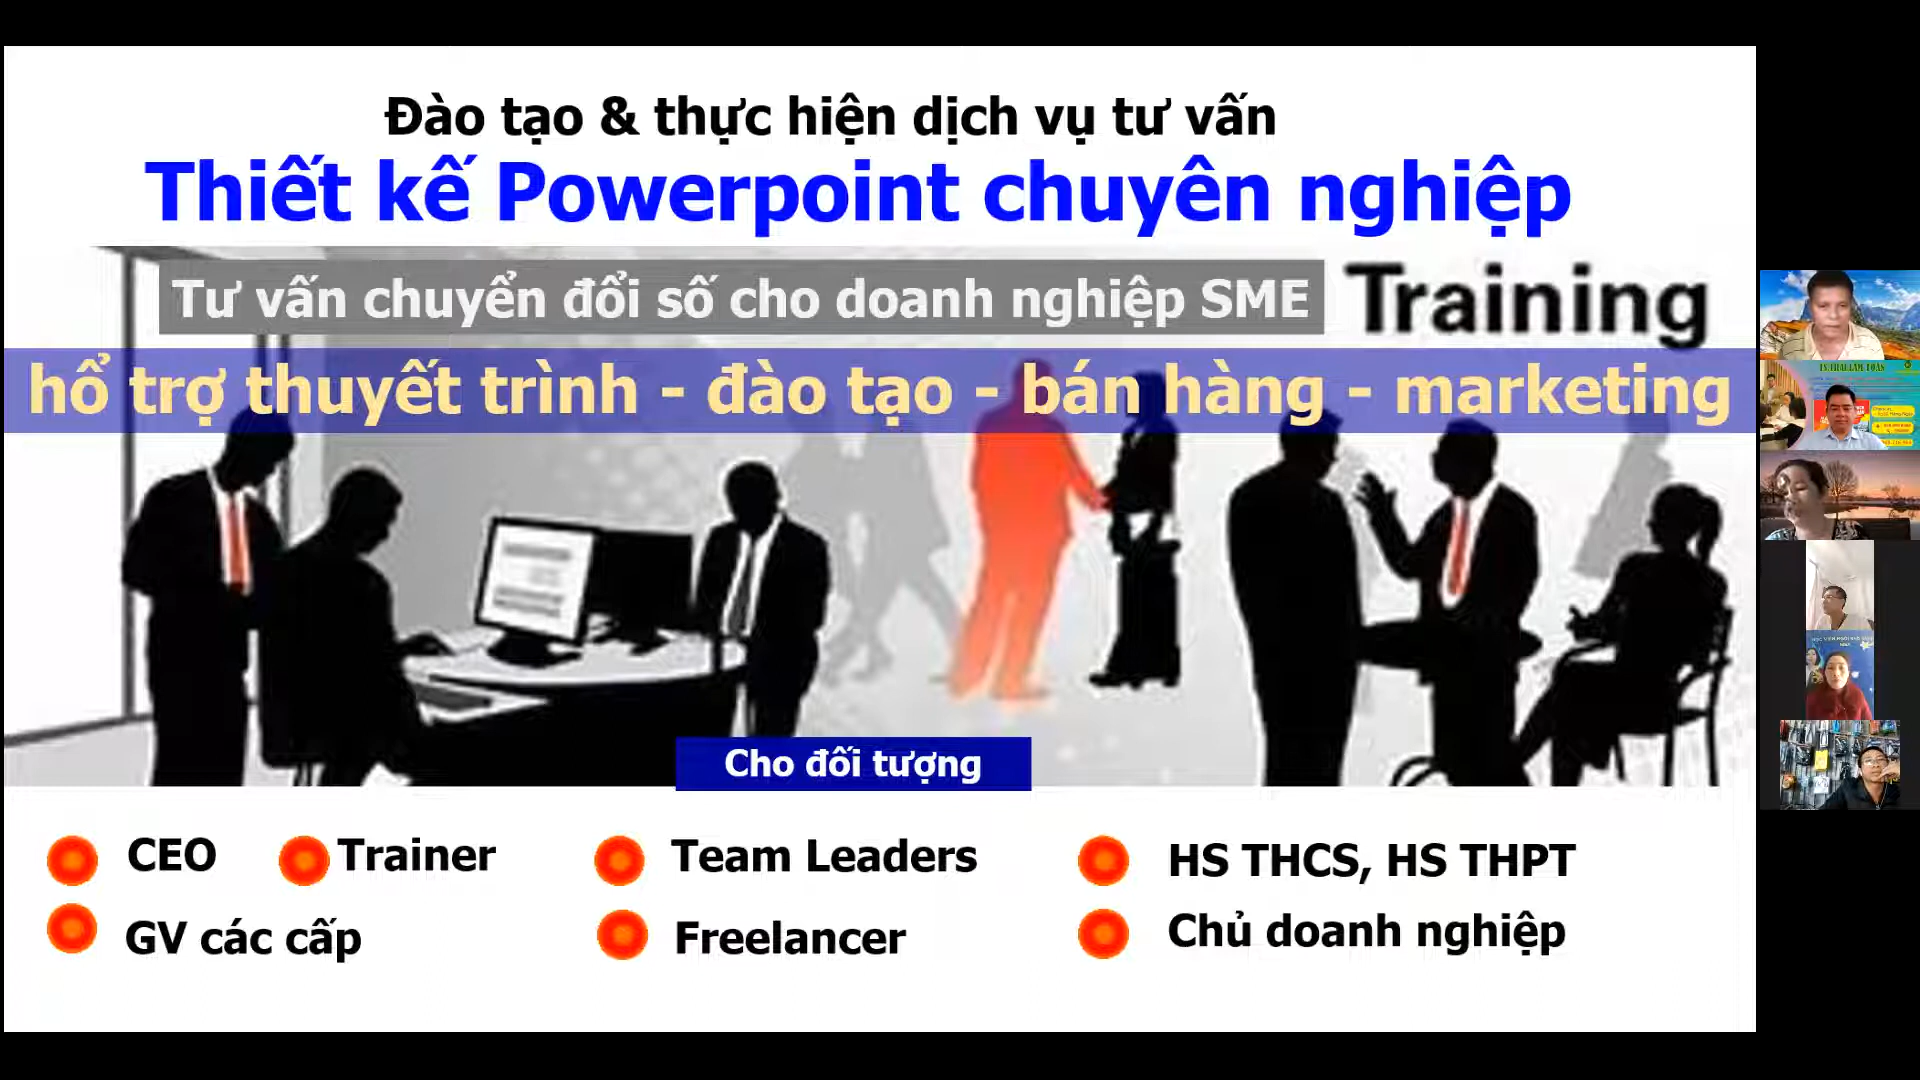 Đào tạo & thực hiện dịch vụ tư vấn
Thiết kế Powerpoint chuyên nghiệp
Tư vấn chuyển đổi số cho doanh nghiệp SME
Training
hổ trợ thuyết trình - đào tạo - bán hàng - marketing
Cho đối tượng
CEO
Trainer
Team Leaders
HS THCS, HS THPT
GV các cấp
Freelancer
Chủ doanh nghiệp